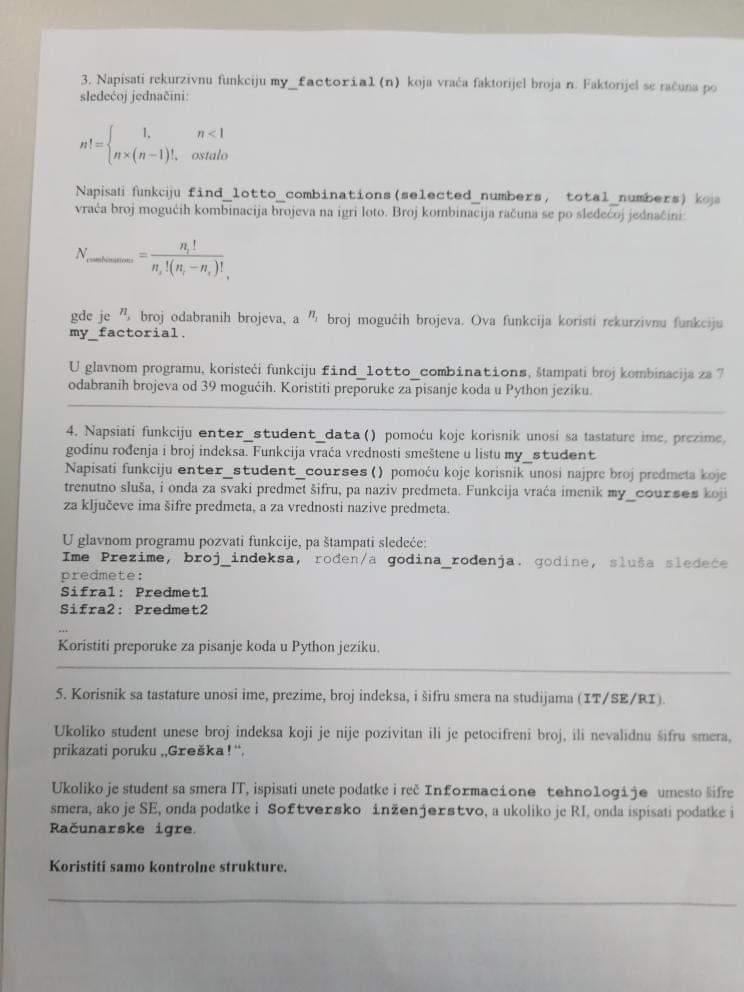 3. Napisati rekurzivnu funkciju my_factorial(n) koja vraća faktorijel broja n. Faktorijel se računa po
sledećoj jednačini:
n! = { 1, n < 1
n × (n − 1)!, ostalo
Napisati funkciju find_lotto_combinations(selected_numbers, total_numbers) koja
vraća broj mogućih kombinacija brojeva na igri loto. Broj kombinacija računa se po sledećoj jednačini:
N_combinations = n_t! / (n_s!(n_t − n_s)!) ,
gde je n_s broj odabranih brojeva, a n_t broj mogućih brojeva. Ova funkcija koristi rekurzivnu funkciju
my_factorial.
U glavnom programu, koristeći funkciju find_lotto_combinations, štampati broj kombinacija za 7
odabranih brojeva od 39 mogućih. Koristiti preporuke za pisanje koda u Python jeziku.
4. Napsiati funkciju enter_student_data() pomoću koje korisnik unosi sa tastature ime, prezime,
godinu rođenja i broj indeksa. Funkcija vraća vrednosti smeštene u listu my_student
Napisati funkciju enter_student_courses() pomoću koje korisnik unosi najpre broj predmeta koje
trenutno sluša, i onda za svaki predmet šifru, pa naziv predmeta. Funkcija vraća imenik my_courses koji
za ključeve ima šifre predmeta, a za vrednosti nazive predmeta.
U glavnom programu pozvati funkcije, pa štampati sledeće:
Ime Prezime, broj_indeksa, rođen/a godina_rođenja. godine, sluša sledeće
predmete:
Sifra1: Predmet1
Sifra2: Predmet2
...
Koristiti preporuke za pisanje koda u Python jeziku.
5. Korisnik sa tastature unosi ime, prezime, broj indeksa, i šifru smera na studijama (IT/SE/RI).
Ukoliko student unese broj indeksa koji je nije pozivitan ili je petocifreni broj, ili nevalidnu šifru smera,
prikazati poruku „Greška!“.
Ukoliko je student sa smera IT, ispisati unete podatke i reč Informacione tehnologije umesto šifre
smera, ako je SE, onda podatke i Softversko inženjerstvo, a ukoliko je RI, onda ispisati podatke i
Računarske igre.
Koristiti samo kontrolne strukture.